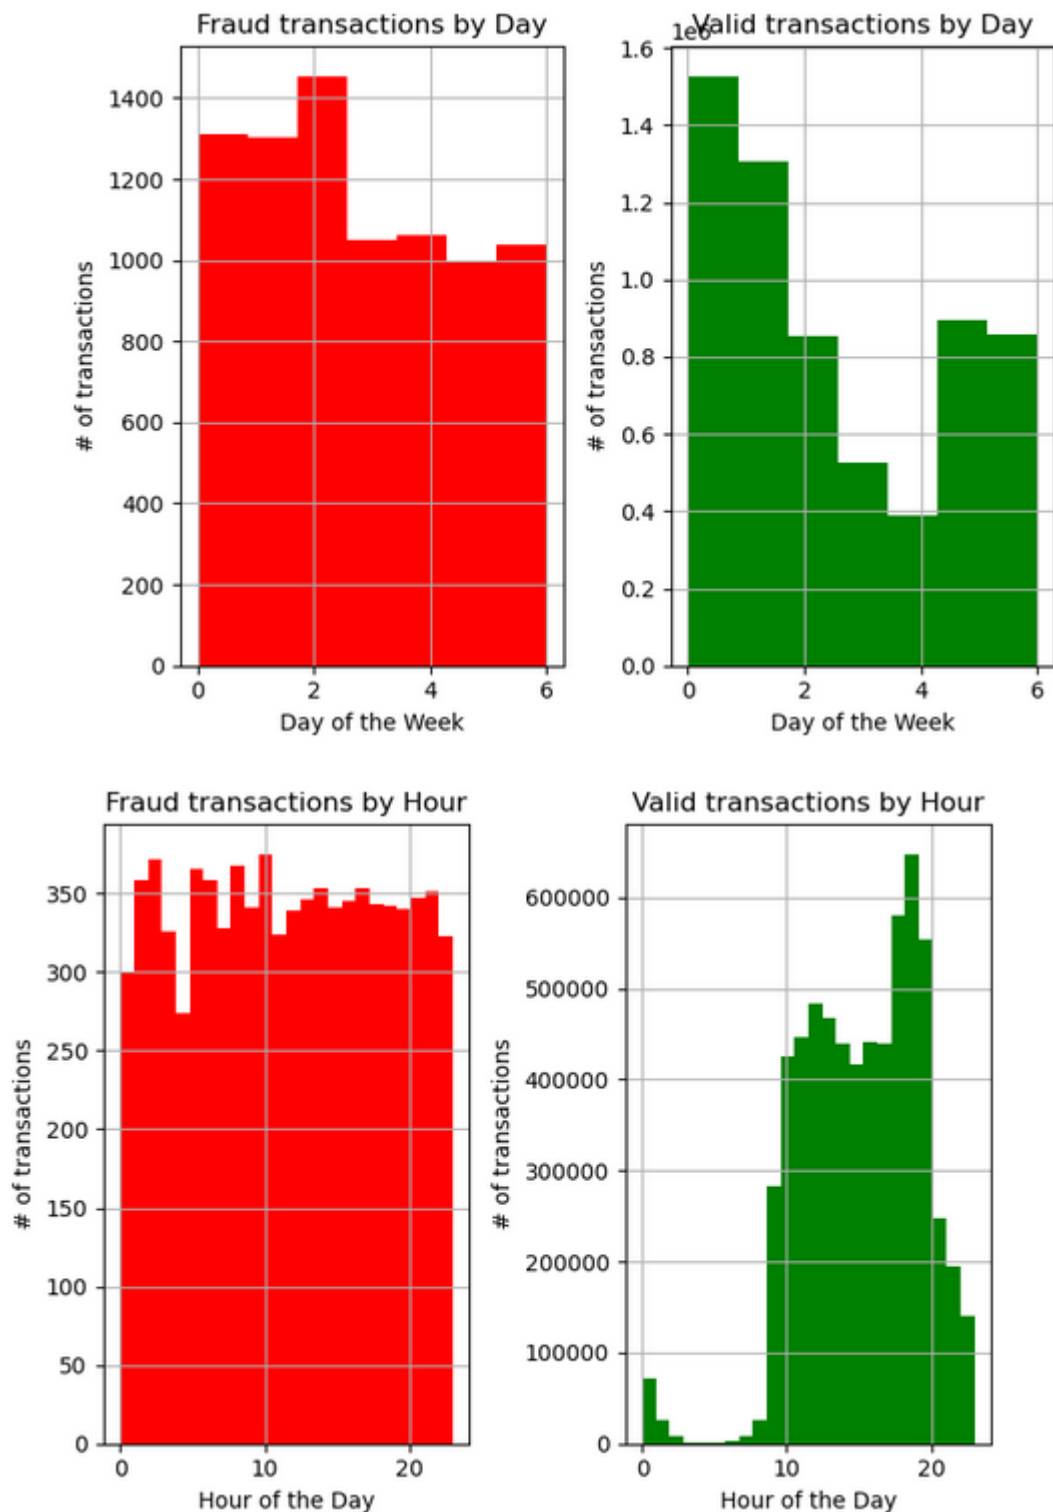 Fraud transactions by Day
1400
1200
1000
800
600
400
200
0
# of transactions
0 2 4 6
Day of the Week
Valid transactions by Day
1e6
1.6
1.4
1.2
1.0
0.8
0.6
0.4
0.2
0.0
# of transactions
0 2 4 6
Day of the Week
Fraud transactions by Hour
350
300
250
200
150
100
50
0
# of transactions
0 10 20
Hour of the Day
Valid transactions by Hour
600000
500000
400000
300000
200000
100000
0
# of transactions
0 10 20
Hour of the Day